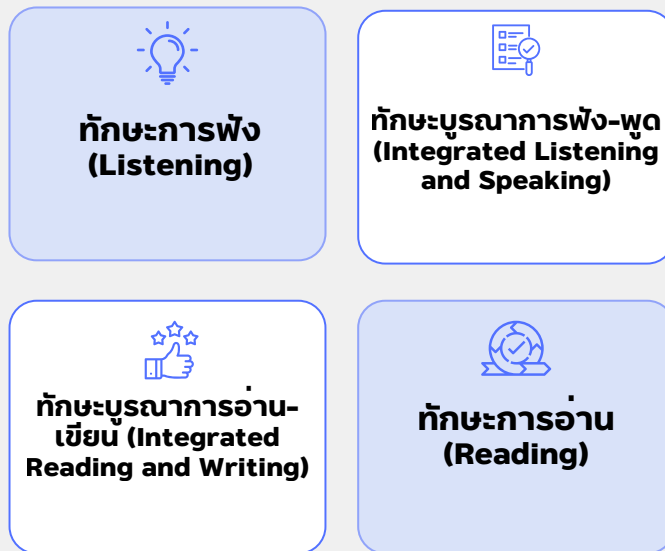 ทักษะการฟัง
(Listening)
ทักษะบูรณาการฟัง-พูด
(Integrated Listening
and Speaking)
ทักษะบูรณาการอ่าน-
เขียน (Integrated
Reading and Writing)
ทักษะการอ่าน
(Reading)